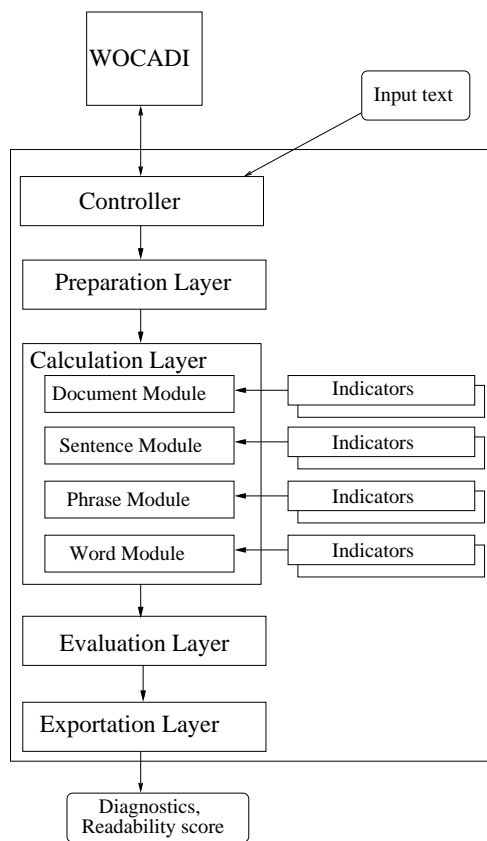 WOCADI
Input text
Controller
Preparation Layer
Calculation Layer
Document Module
Indicators
Sentence Module
Indicators
Phrase Module
Indicators
Word Module
Indicators
Evaluation Layer
Exportation Layer
Diagnostics,
Readability score